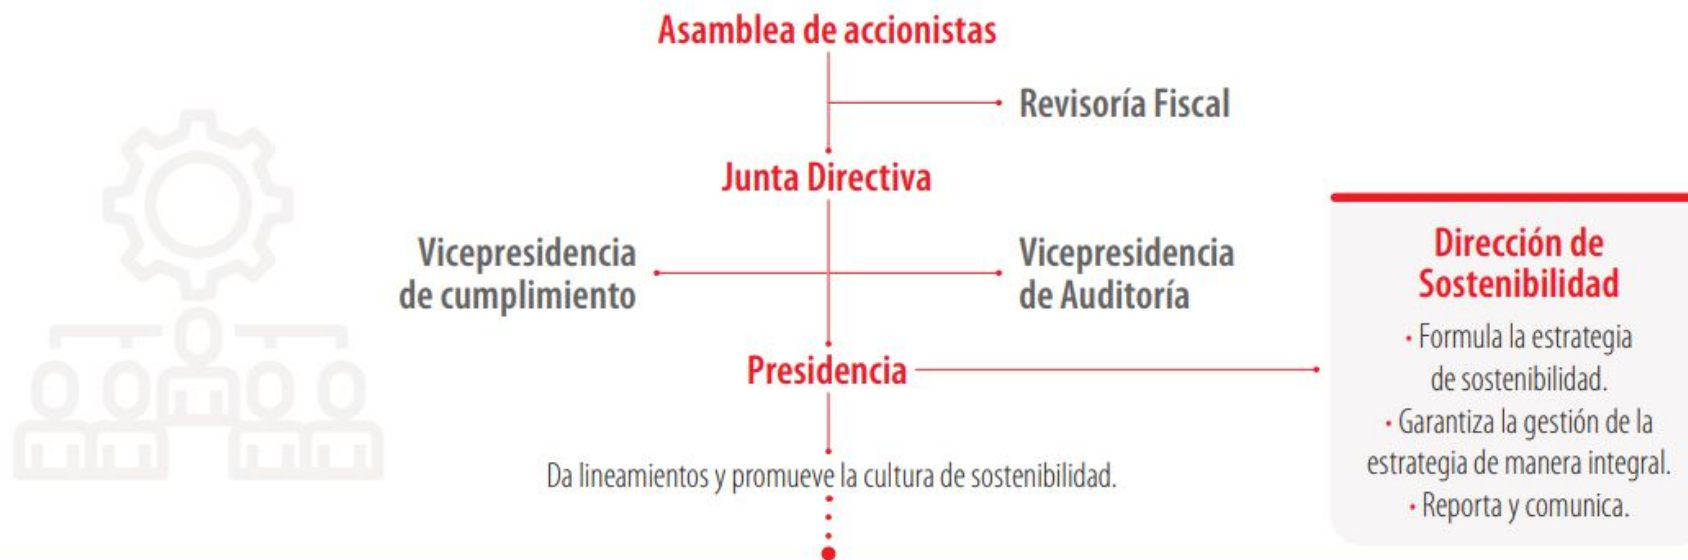 Asamblea de accionistas
Revisoría Fiscal
Junta Directiva
Vicepresidencia
de cumplimiento
Vicepresidencia
de Auditoría
Presidencia
Da lineamientos y promueve la cultura de sostenibilidad.
Dirección de
Sostenibilidad
• Formula la estrategia
de sostenibilidad.
• Garantiza la gestión de la
estrategia de manera integral.
• Reporta y comunica.